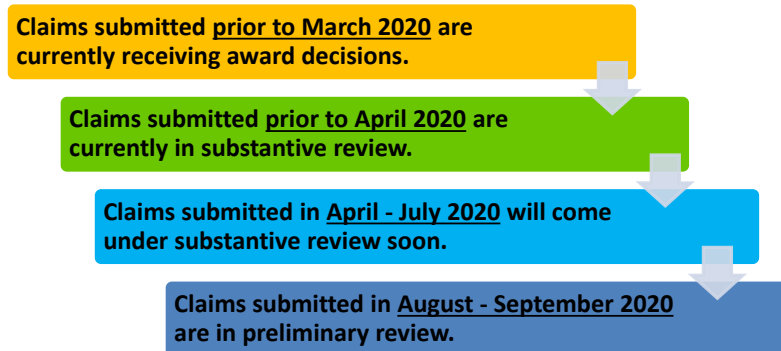 Claims submitted prior to March 2020 are
currently receiving award decisions.
Claims submitted prior to April 2020 are
currently in substantive review.
Claims submitted in April - July 2020 will come
under substantive review soon.
Claims submitted in August - September 2020
are in preliminary review.